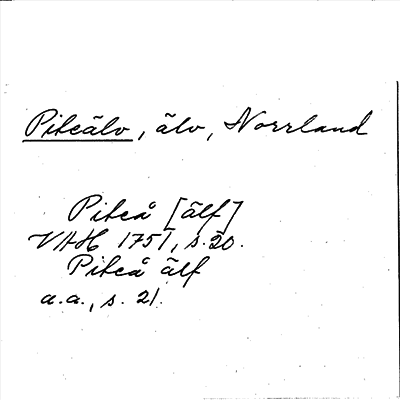 Piteälv, älv, Norrland
Piteå [älf]
VAH 1751, s. 20.
Piteå älf
a.a., s. 21.